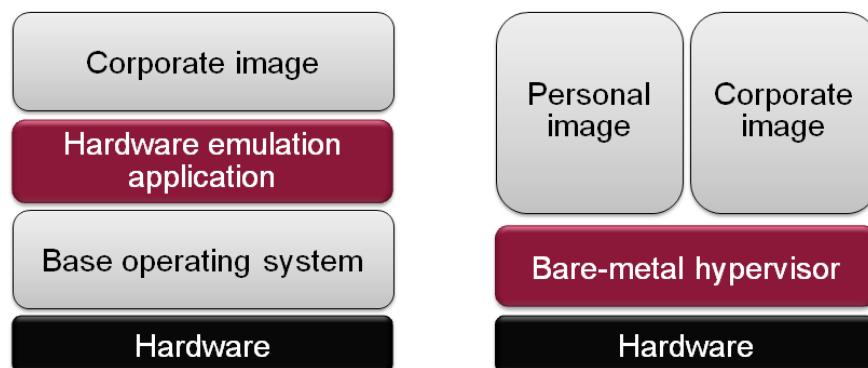 Corporate image
Hardware emulation
application
Base operating system
Hardware
Personal
image
Corporate
image
Bare-metal hypervisor
Hardware